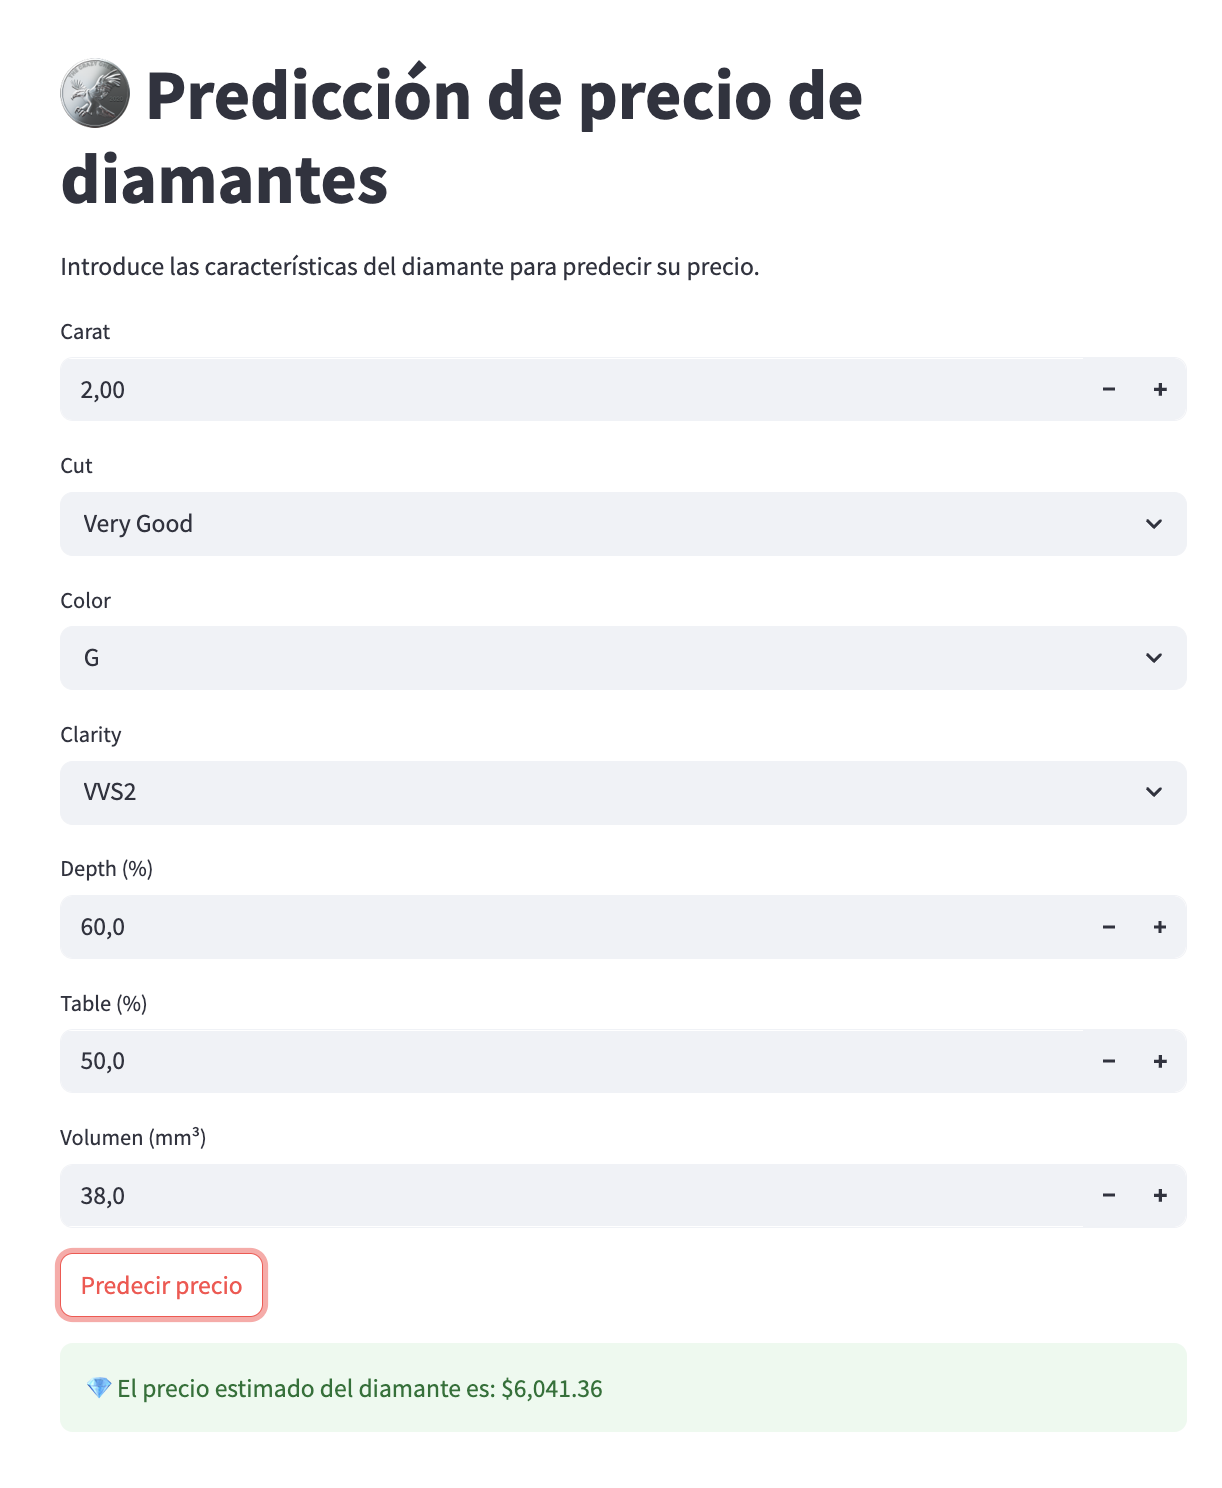 Predicción de precio de
diamantes
Introduce las características del diamante para predecir su precio.
Carat
2,00
Cut
Very Good
Color
G
Clarity
VVS2
Depth (%)
60,0
Table (%)
50,0
Volumen (mm³)
38,0
Predecir precio
El precio estimado del diamante es: $6,041.36